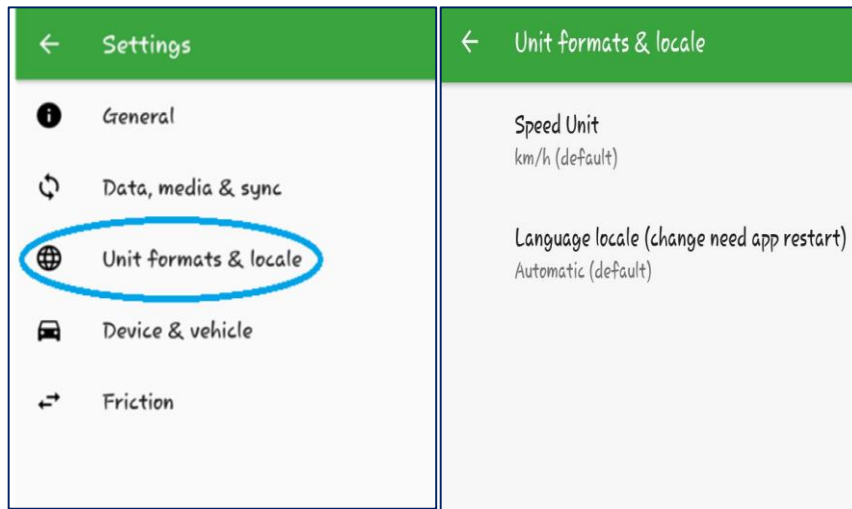 Settings
General
Data, media & sync
Unit formats & locale
Device & vehicle
Friction
Unit formats & locale
Speed Unit
km/h (default)
Language locale (change need app restart)
Automatic (default)